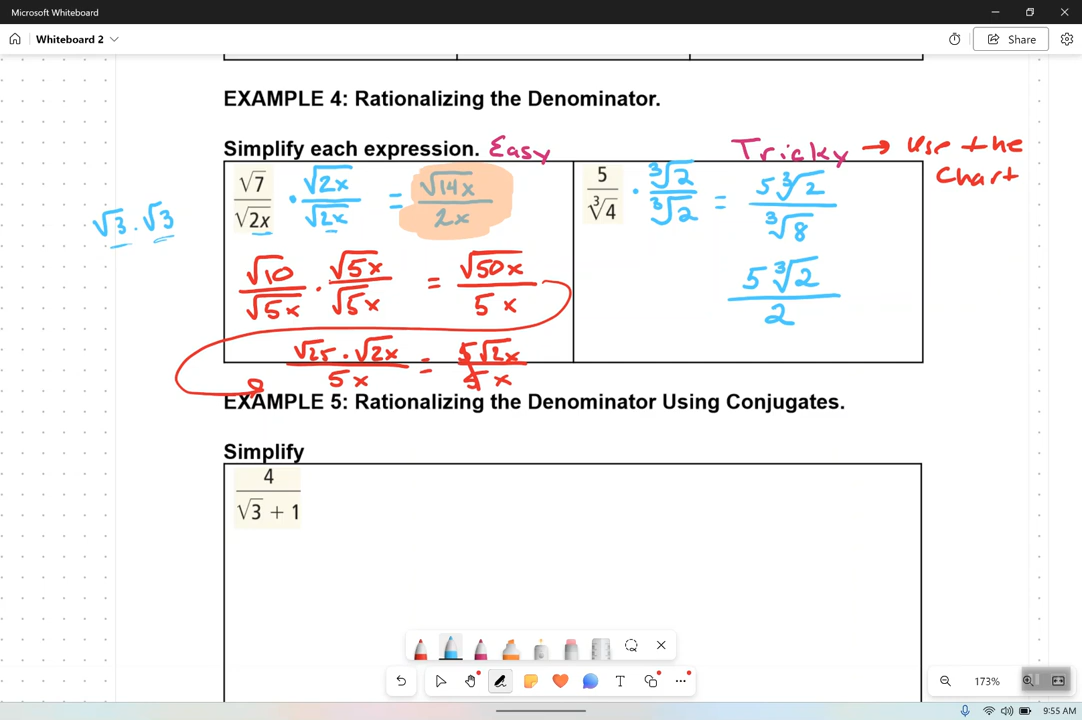 Microsoft Whiteboard
Whiteboard 2
Share
EXAMPLE 4: Rationalizing the Denominator.
Simplify each expression. Easy
Tricky → Use the
Chart
√7/√2x · √2x/√2x = √14x/2x
5/∛4 · ∛2/∛2 = 5∛2/∛8
√3 · √3
√10/√5x · √5x/√5x = √50x/5x
5∛2/2
√25 · √2x/5x = 5√2x/5x
EXAMPLE 5: Rationalizing the Denominator Using Conjugates.
Simplify
4/√3 + 1
173%
9:55 AM